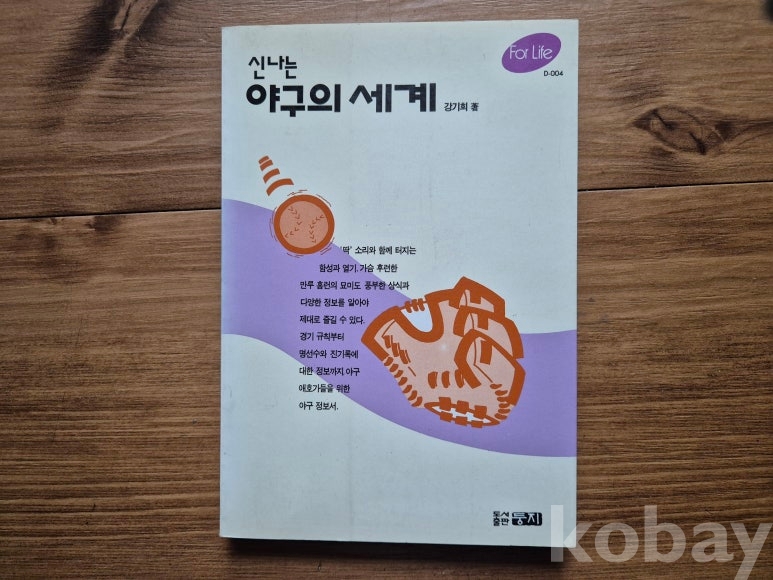 For Life
D-004
신나는
야구의 세계
강기희 著
'딱' 소리와 함께 터지는
함성과 열기. 가슴 후련한
만루 홈런의 묘미도 풍부한 상식과
다양한 정보를 알아야
제대로 즐길 수 있다.
경기 규칙부터
명선수와 진기록에
대한 정보까지, 야구
애호가들을 위한
야구 정보서.
도서
출판 둥지
kobay